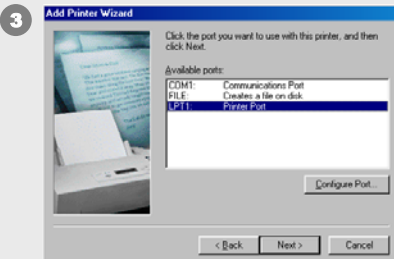 3
Add Printer Wizard
Click the port you want to use with this printer, and then
click Next.
Available ports:
COM1: Communications Port
FILE: Creates a file on disk
LPT1: Printer Port
Configure Port...
< Back Next > Cancel